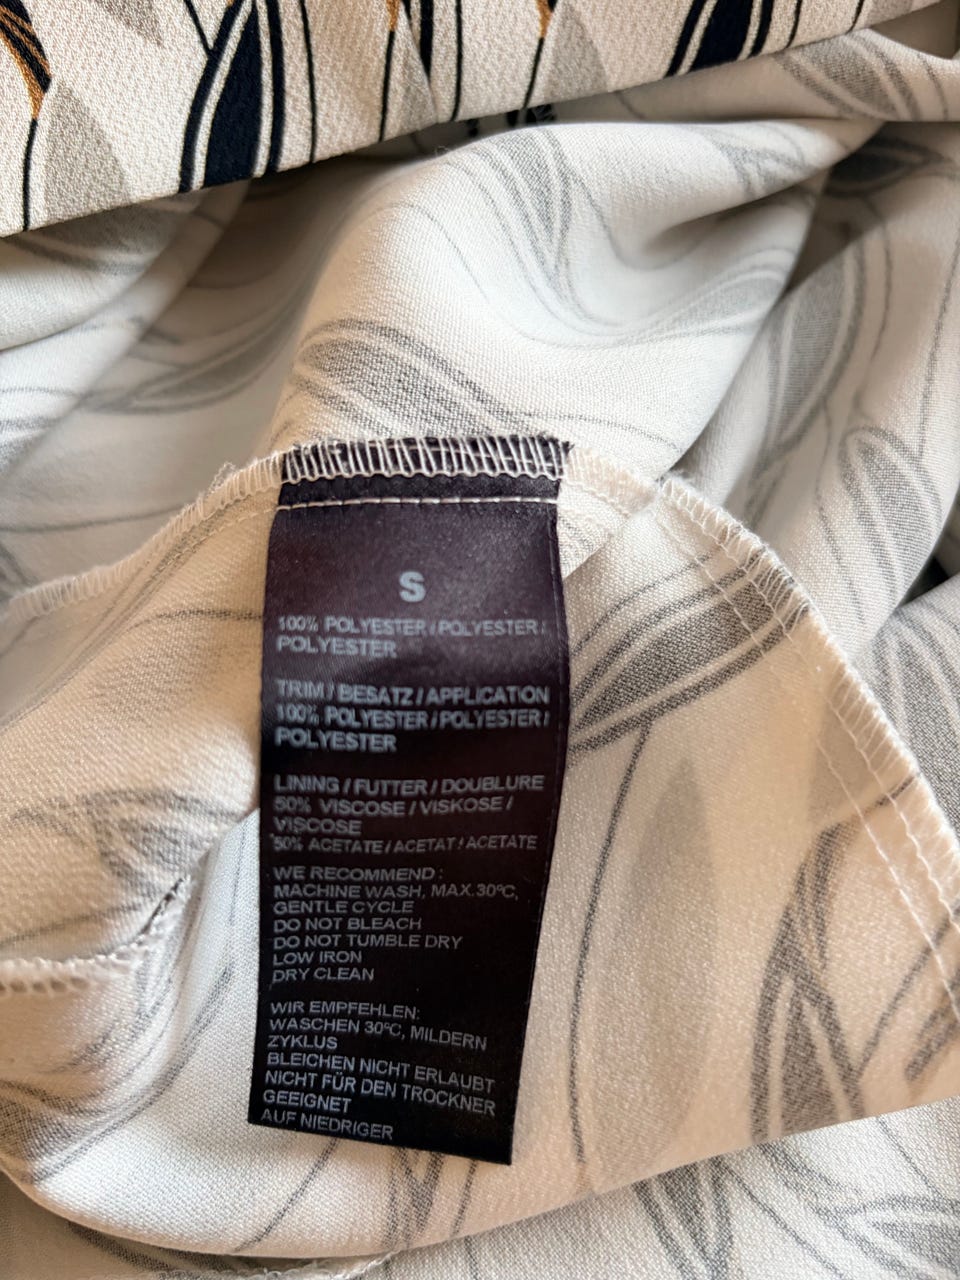 S
100% POLYESTER / POLYESTER /
POLYESTER
TRIM / BESATZ / APPLICATION
100% POLYESTER / POLYESTER /
POLYESTER
LINING / FUTTER / DOUBLURE
50% VISCOSE / VISKOSE /
VISCOSE
50% ACETATE / ACETAT / ACETATE
WE RECOMMEND :
MACHINE WASH, MAX.30ºC,
GENTLE CYCLE
DO NOT BLEACH
DO NOT TUMBLE DRY
LOW IRON
DRY CLEAN
WIR EMPFEHLEN:
WASCHEN 30ºC, MILDERN
ZYKLUS
BLEICHEN NICHT ERLAUBT
NICHT FÜR DEN TROCKNER
GEEIGNET
AUF NIEDRIGER